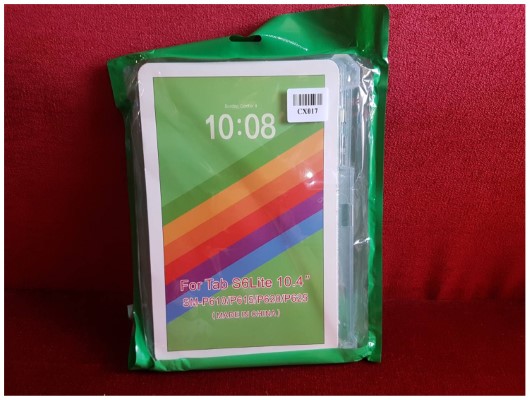 CX017
10:08
For Tab S6Lite 10.4"
SM-P610/P615/P620/P625
(MADE IN CHINA)